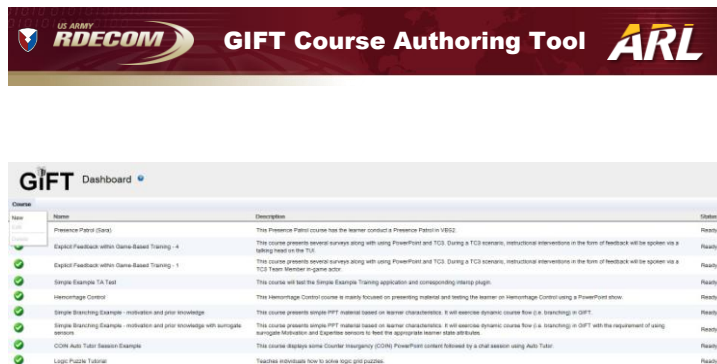 US ARMY
RDECOM
GIFT Course Authoring Tool
ARL
GIFT Dashboard
Course
New
Name Description Status
Edit
Presence Patrol (Sara) This Presence Patrol course has the learner conduct a Presence Patrol in VBS2. Ready
Delete
Explicit Feedback within Game-Based Training - 4 This course presents several surveys along with using PowerPoint and TC3. During a TC3 scenario, instructional interventions in the form of feedback will be spoken via a Ready
talking head on the TUI.
Explicit Feedback within Game-Based Training - 1 This course presents several surveys along with using PowerPoint and TC3. During a TC3 scenario, instructional interventions in the form of feedback will be spoken via a Ready
TC3 Team Member in-game actor.
Simple Example TA Test This course will test the Simple Example Training application and corresponding interop plugin. Ready
Hemorrhage Control This Hemorrhage Control course is mainly focused on presenting material and testing the learner on Hemorrhage Control using a PowerPoint show. Ready
Simple Branching Example - motivation and prior knowledge This course presents simple PPT material based on learner characteristics. It will exercise dynamic course flow (i.e. branching) in GIFT. Ready
Simple Branching Example - motivation and prior knowledge with surrogate This course presents simple PPT material based on learner characteristics. It will exercise dynamic course flow (i.e. branching) in GIFT with the requirement of using Ready
sensors surrogate Motivation and Expertise sensors to feed the appropriate learner state attributes.
COIN Auto Tutor Session Example This course displays some Counter Insurgency (COIN) PowerPoint content followed by a chat session using Auto Tutor. Ready
Logic Puzzle Tutorial Teaches individuals how to solve logic grid puzzles. Ready